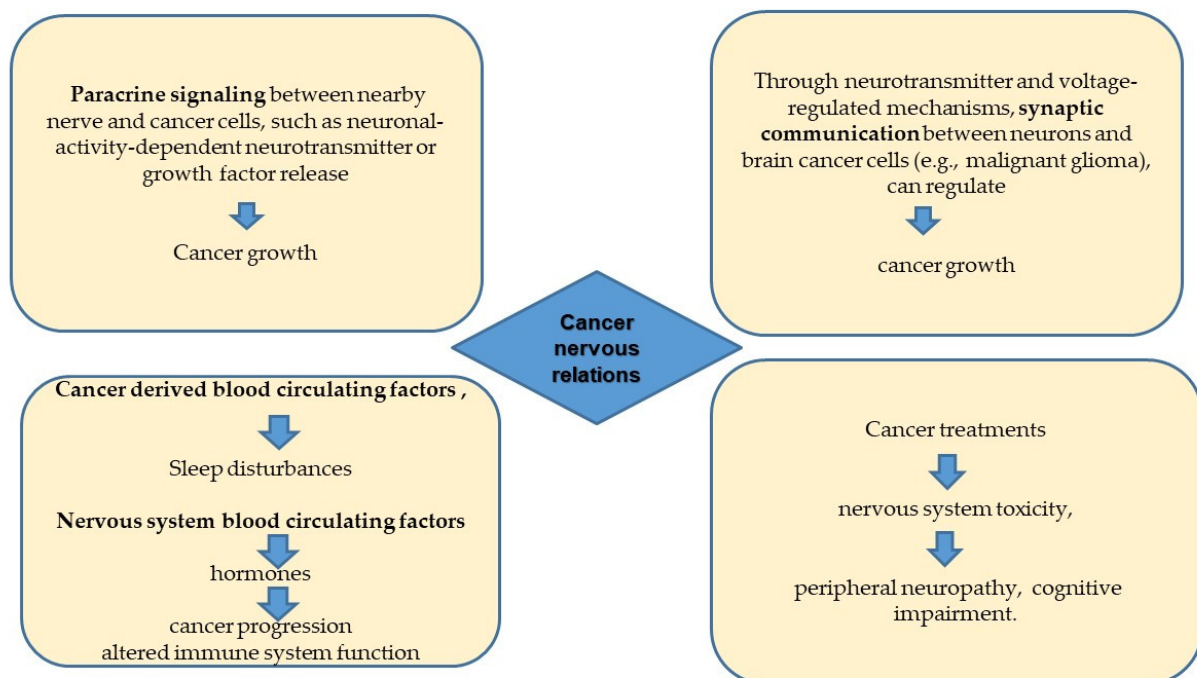 Paracrine signaling between nearby
nerve and cancer cells, such as neuronal-
activity-dependent neurotransmitter or
growth factor release
Cancer growth
Through neurotransmitter and voltage-
regulated mechanisms, synaptic
communication between neurons and
brain cancer cells (e.g., malignant glioma),
can regulate
cancer growth
Cancer
nervous
relations
Cancer derived blood circulating factors ,
Sleep disturbances
Nervous system blood circulating factors
hormones
cancer progression
altered immune system function
Cancer treatments
nervous system toxicity,
peripheral neuropathy, cognitive
impairment.